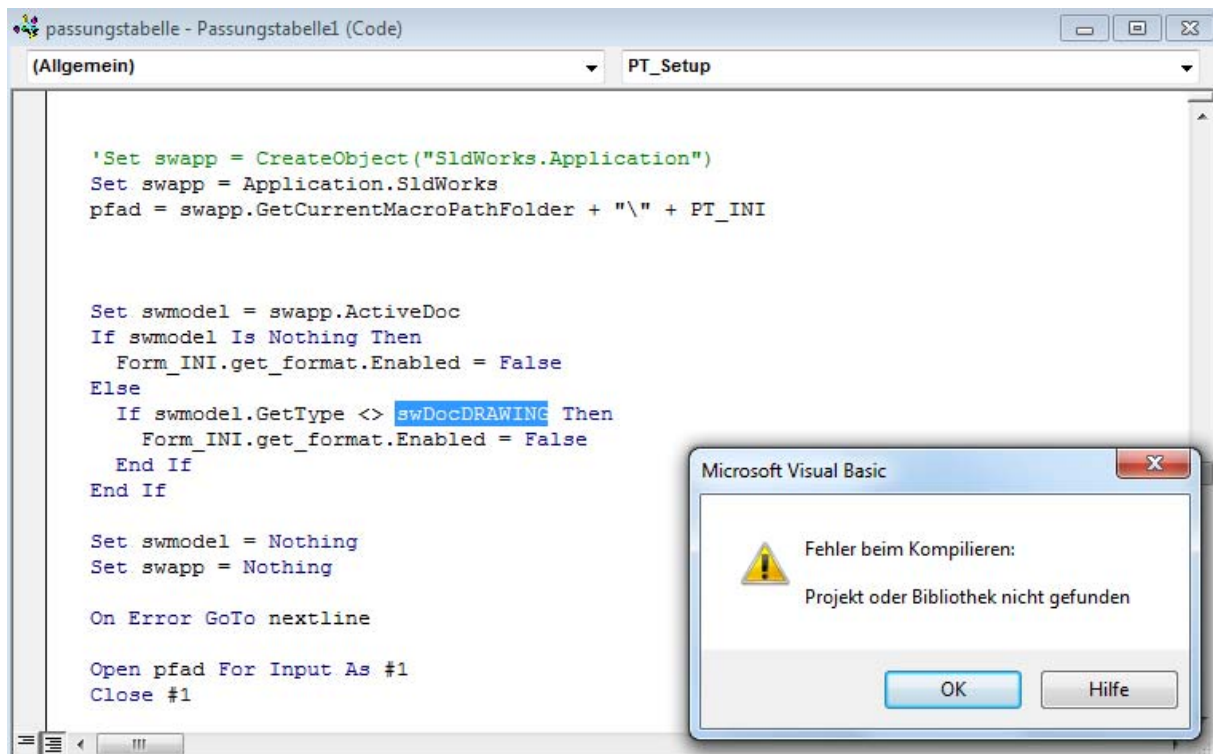 passungstabelle - Passungstabelle1 (Code)
(Allgemein) PT_Setup
'Set swapp = CreateObject("SldWorks.Application")
Set swapp = Application.SldWorks
pfad = swapp.GetCurrentMacroPathFolder + "\" + PT_INI
Set swmodel = swapp.ActiveDoc
If swmodel Is Nothing Then
Form_INI.get_format.Enabled = False
Else
If swmodel.GetType <> swDocDRAWING Then
Form_INI.get_format.Enabled = False
End If
End If
Set swmodel = Nothing
Set swapp = Nothing
On Error GoTo nextline
Open pfad For Input As #1
Close #1
Microsoft Visual Basic
Fehler beim Kompilieren:
Projekt oder Bibliothek nicht gefunden
OK Hilfe